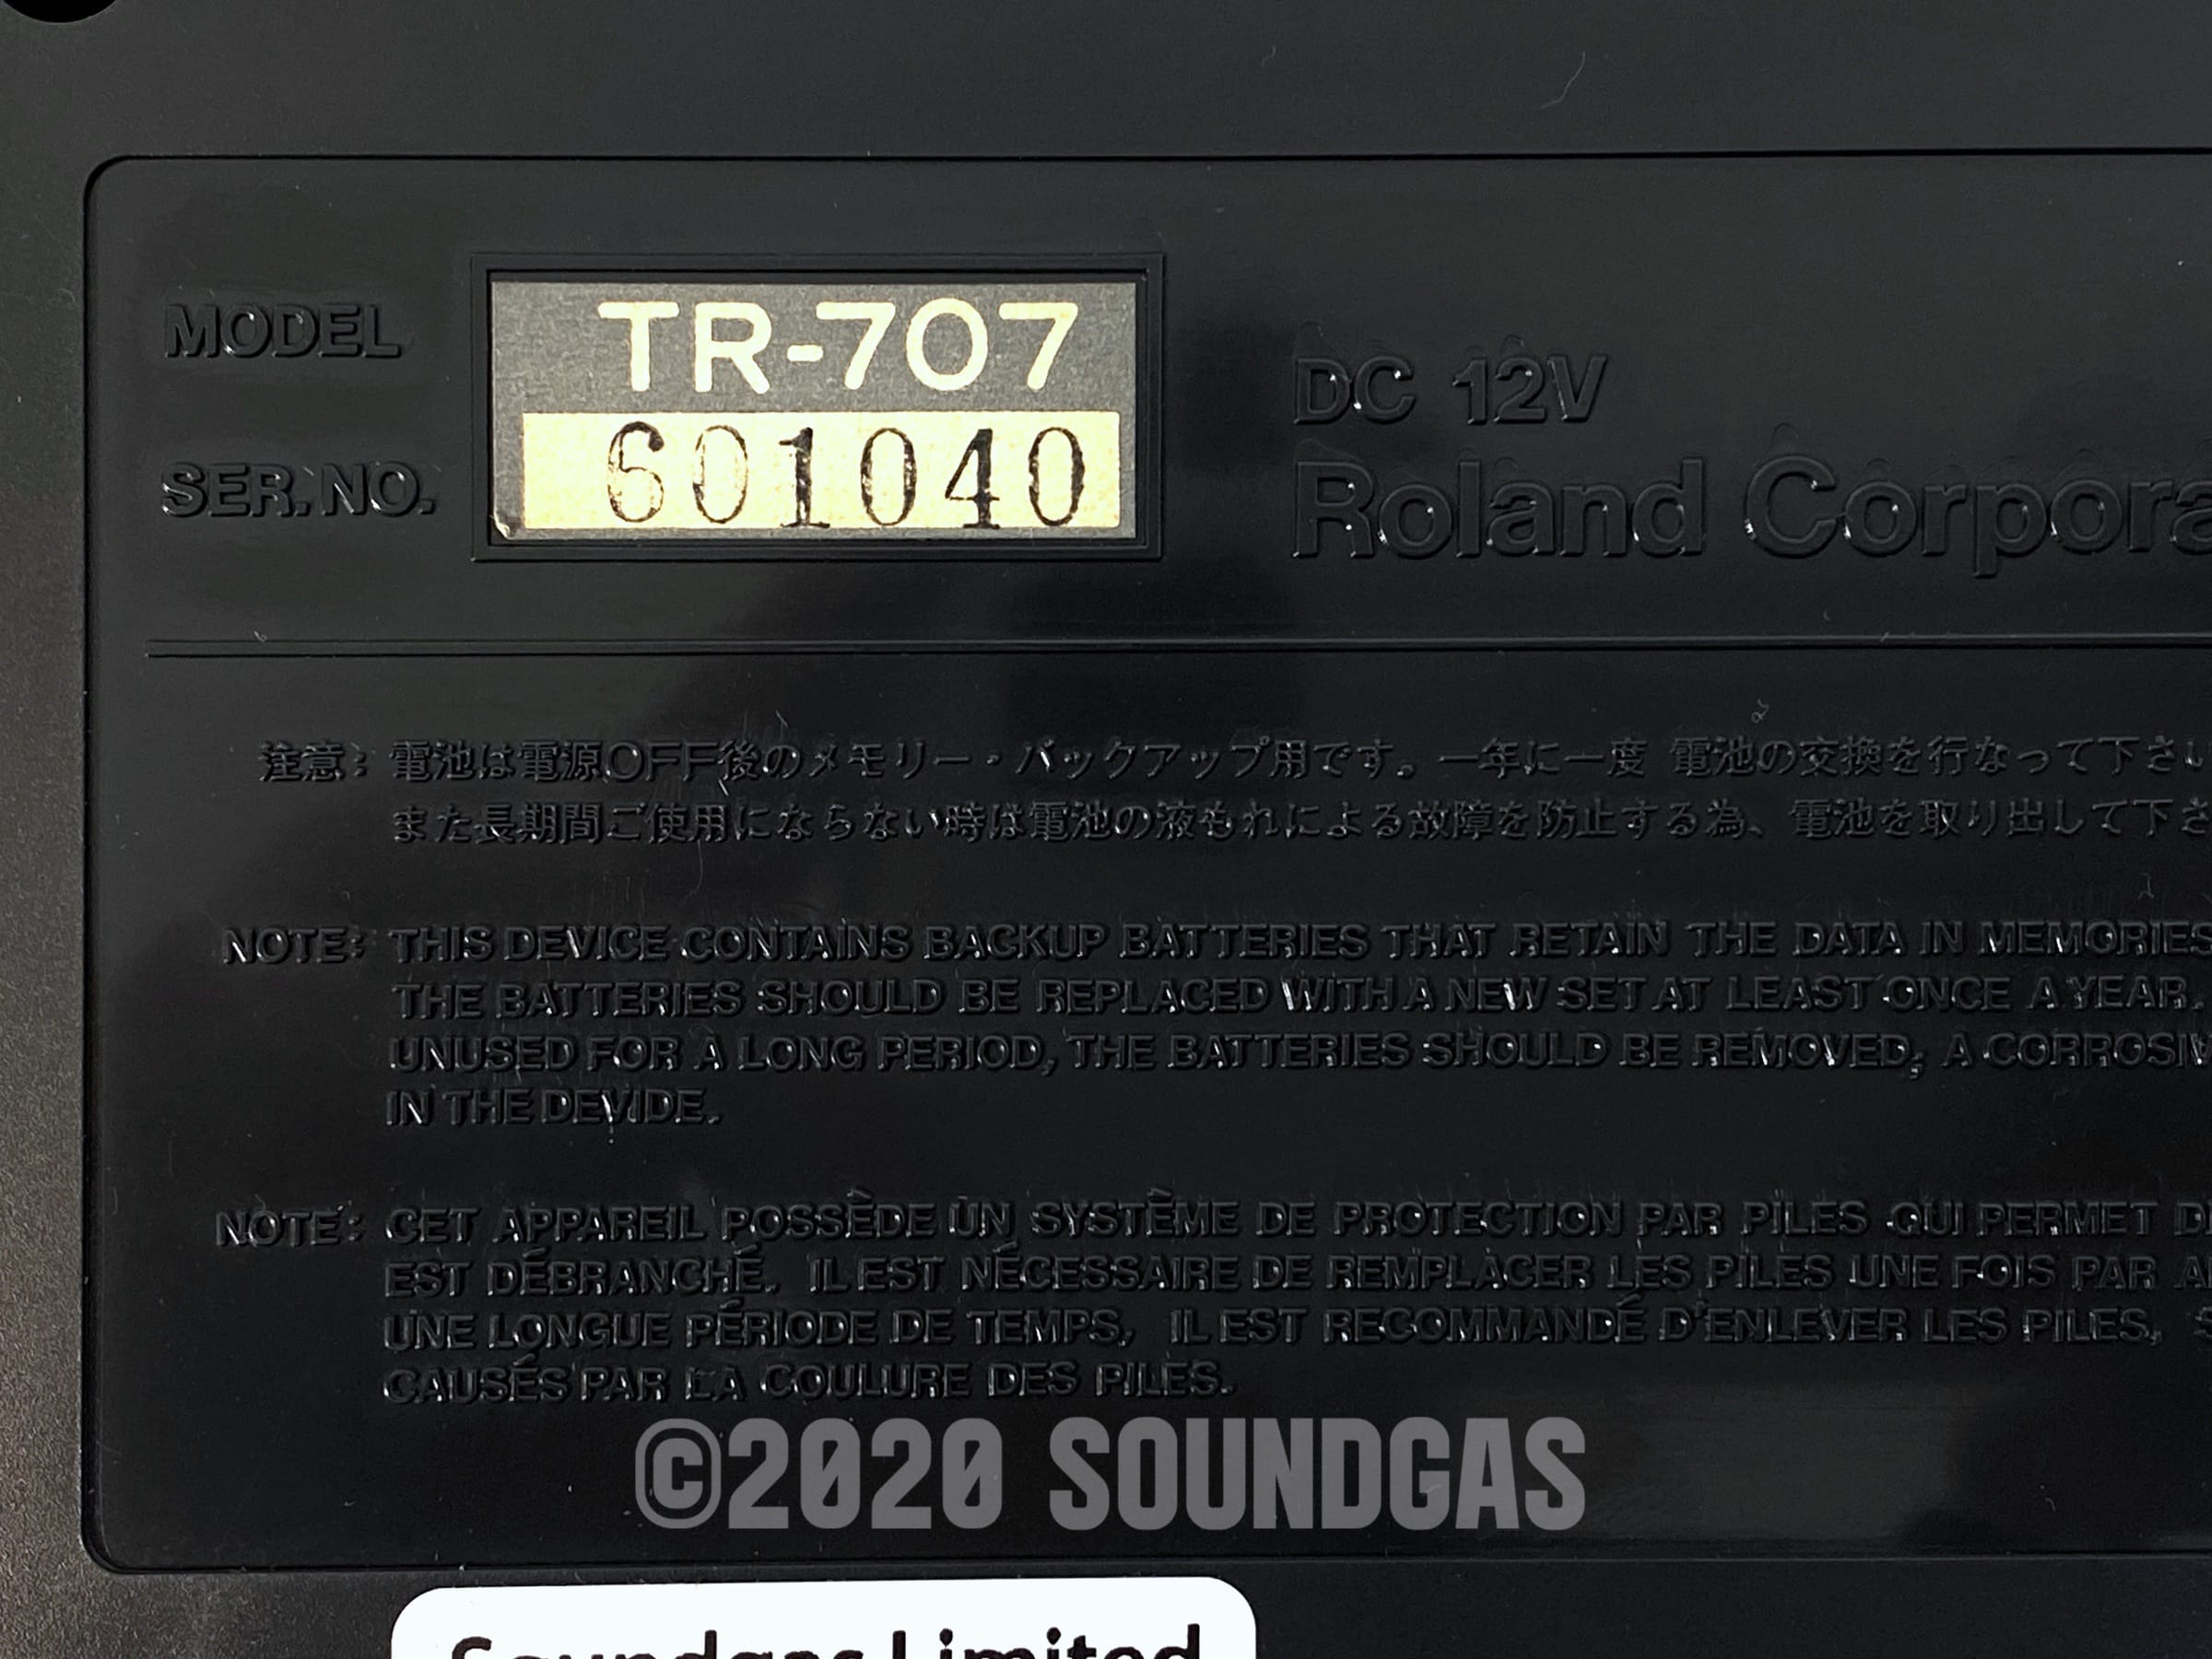 MODEL TR-707
SER. NO. 601040
DC 12V
Roland Corpora
注意: 電池は電源OFF後のメモリー・バックアップ用です。一年に一度 電池の交換を行なって下さい
また長期間ご使用にならない時は電池の液もれによる故障を防止する為、電池を取り出して下さ
NOTE: THIS DEVICE CONTAINS BACKUP BATTERIES THAT RETAIN THE DATA IN MEMORIES
THE BATTERIES SHOULD BE REPLACED WITH A NEW SET AT LEAST ONCE A YEAR.
UNUSED FOR A LONG PERIOD, THE BATTERIES SHOULD BE REMOVED; A CORROSIV
IN THE DEVIDE.
NOTE: CET APPAREIL POSSÈDE UN SYSTÈME DE PROTECTION PAR PILES QUI PERMET D
EST DÉBRANCHÉ. IL EST NÉCESSAIRE DE REMPLACER LES PILES UNE FOIS PAR A
UNE LONGUE PÉRIODE DE TEMPS, IL EST RECOMMANDÉ D'ENLEVER LES PILES,
CAUSÉS PAR LA COULURE DES PILES.
©2020 SOUNDGAS
Soundgas Limited